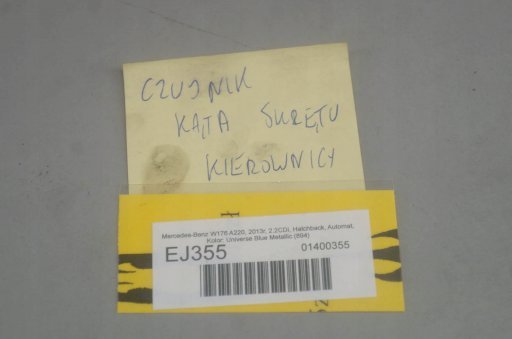 CZUJNIK
KĄTA SKRĘTU
KIEROWNICY
Mercedes-Benz W176 A220, 2013r, 2.2CDi, Hatchback, Automat,
Kolor: Universe Blue Metallic (894)
EJ355 01400355